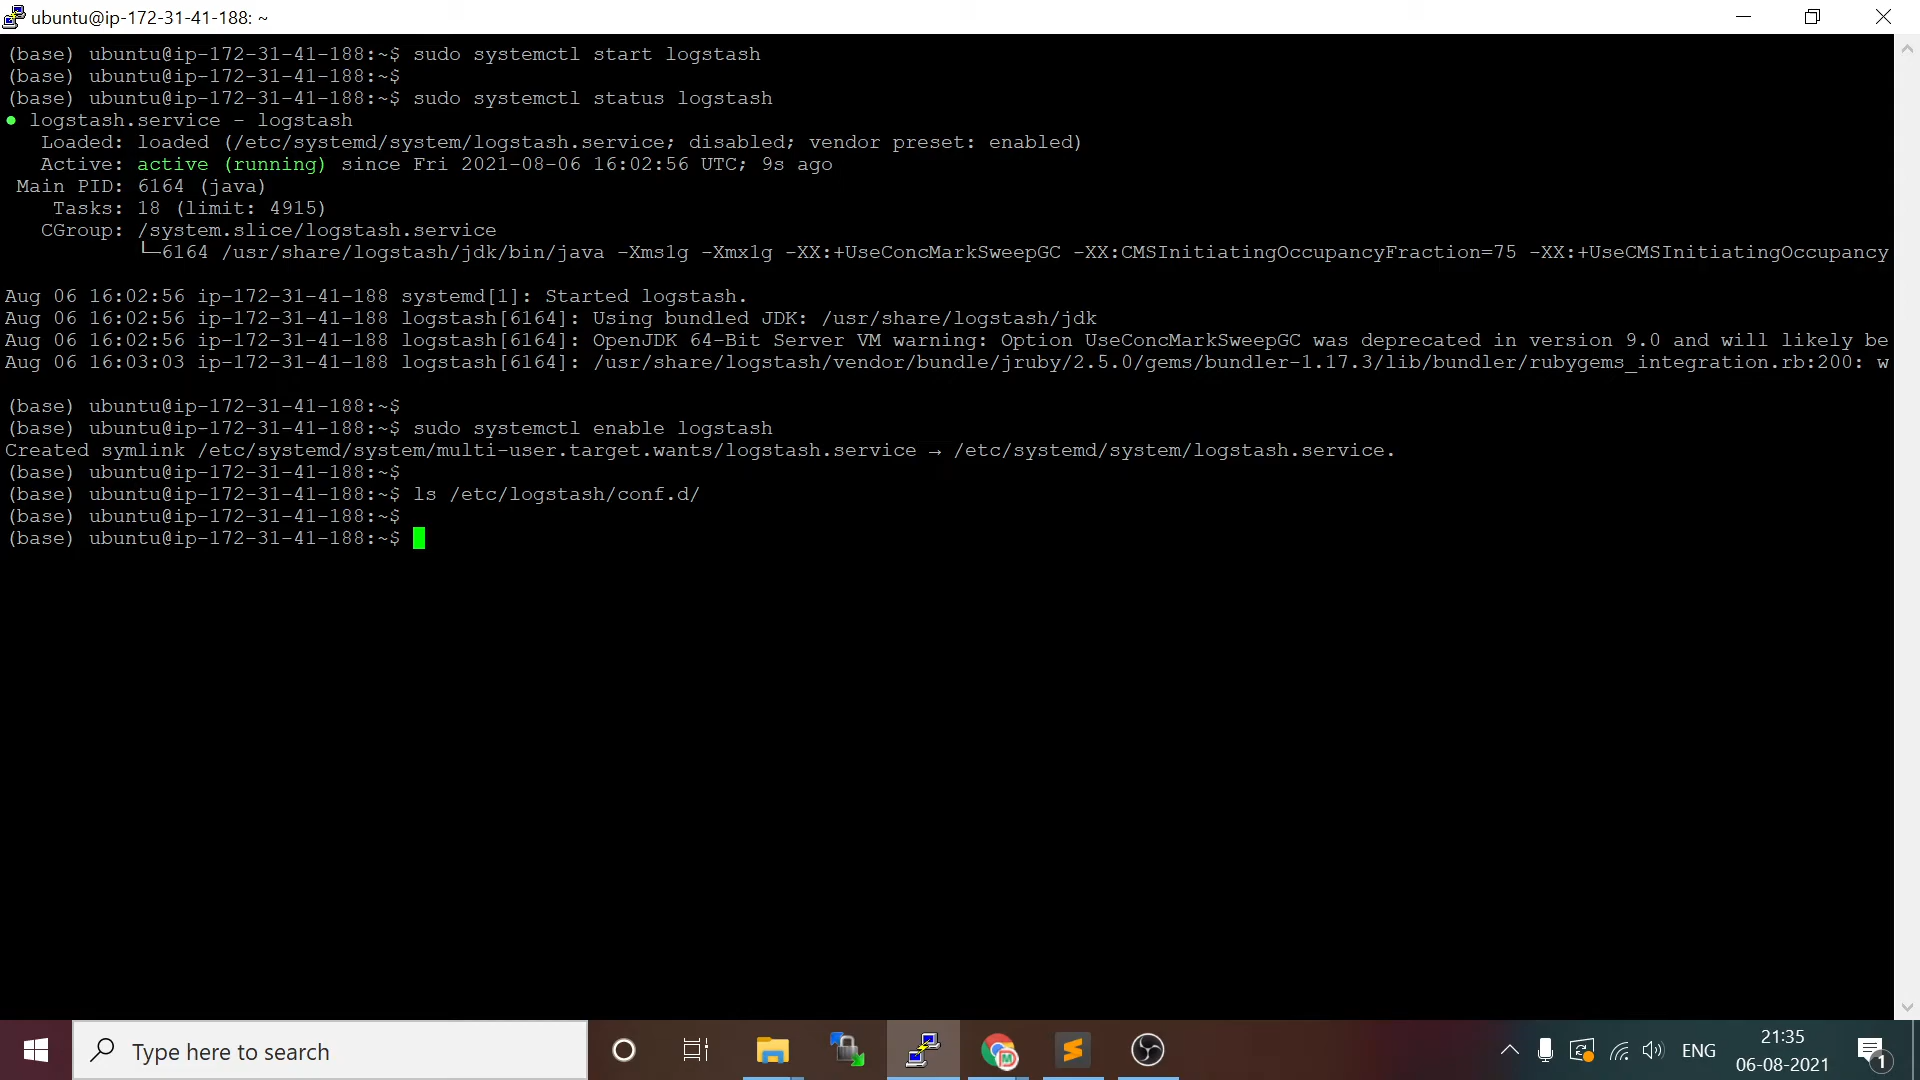 ubuntu@ip-172-31-41-188: ~
(base) ubuntu@ip-172-31-41-188:~$ sudo systemctl start logstash
(base) ubuntu@ip-172-31-41-188:~$
(base) ubuntu@ip-172-31-41-188:~$ sudo systemctl status logstash
● logstash.service - logstash
Loaded: loaded (/etc/systemd/system/logstash.service; disabled; vendor preset: enabled)
Active: active (running) since Fri 2021-08-06 16:02:56 UTC; 9s ago
Main PID: 6164 (java)
Tasks: 18 (limit: 4915)
CGroup: /system.slice/logstash.service
└─6164 /usr/share/logstash/jdk/bin/java -Xms1g -Xmx1g -XX:+UseConcMarkSweepGC -XX:CMSInitiatingOccupancyFraction=75 -XX:+UseCMSInitiatingOccupancy
Aug 06 16:02:56 ip-172-31-41-188 systemd[1]: Started logstash.
Aug 06 16:02:56 ip-172-31-41-188 logstash[6164]: Using bundled JDK: /usr/share/logstash/jdk
Aug 06 16:02:56 ip-172-31-41-188 logstash[6164]: OpenJDK 64-Bit Server VM warning: Option UseConcMarkSweepGC was deprecated in version 9.0 and will likely be
Aug 06 16:03:03 ip-172-31-41-188 logstash[6164]: /usr/share/logstash/vendor/bundle/jruby/2.5.0/gems/bundler-1.17.3/lib/bundler/rubygems_integration.rb:200: w
(base) ubuntu@ip-172-31-41-188:~$
(base) ubuntu@ip-172-31-41-188:~$ sudo systemctl enable logstash
Created symlink /etc/systemd/system/multi-user.target.wants/logstash.service → /etc/systemd/system/logstash.service.
(base) ubuntu@ip-172-31-41-188:~$
(base) ubuntu@ip-172-31-41-188:~$ ls /etc/logstash/conf.d/
(base) ubuntu@ip-172-31-41-188:~$
(base) ubuntu@ip-172-31-41-188:~$
Type here to search
ENG
21:35
06-08-2021
1